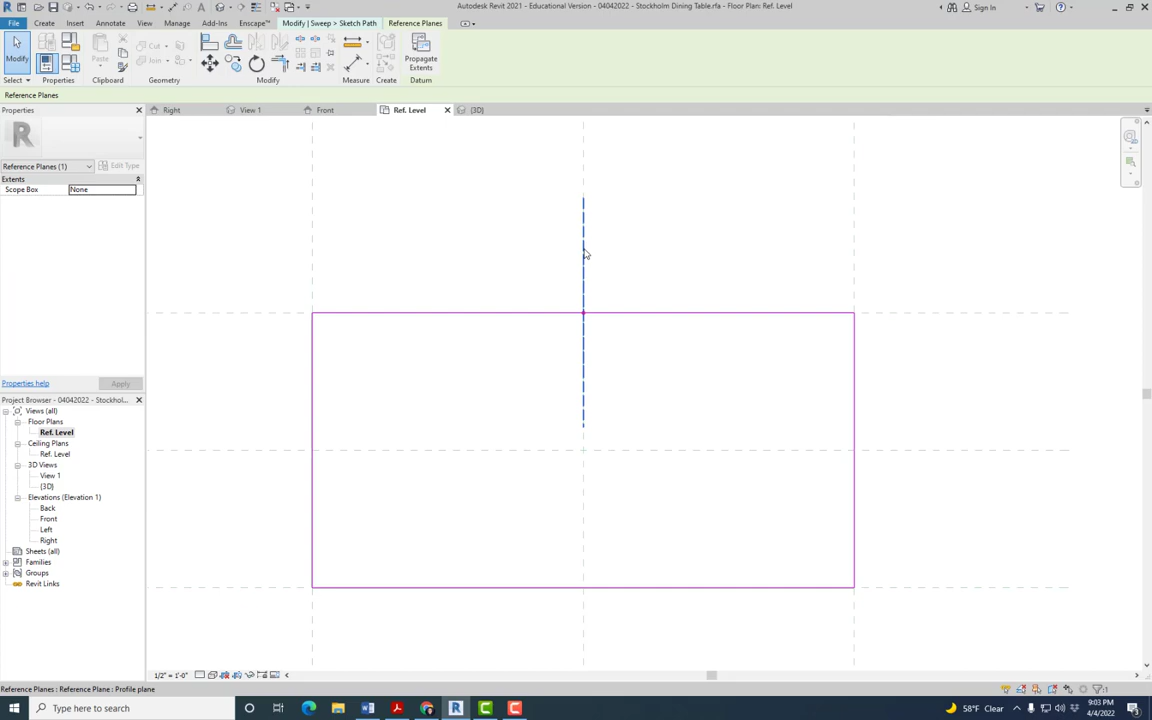 Autodesk Revit 2021 - Educational Version - 04042022 - Stockholm Dining Table.rfa - Floor Plan: Ref. Level
Sign In
File Create Insert Annotate View Manage Add-Ins Enscape™ Modify | Sweep > Sketch Path Reference Planes
Modify
Paste
Cut
Join
Propagate
Extents
Select Properties Clipboard Geometry Modify Measure Create Datum
Reference Planes
Properties
Right View 1 Front Ref. Level {3D}
Reference Planes (1) Edit Type
Extents
Scope Box None
Properties help Apply
Project Browser - 04042022 - Stockhol...
Views (all)
Floor Plans
Ref. Level
Ceiling Plans
Ref. Level
3D Views
View 1
{3D}
Elevations (Elevation 1)
Back
Front
Left
Right
Sheets (all)
Families
Groups
Revit Links
1/2" = 1'-0"
Reference Planes : Reference Plane : Profile plane
:1
Type here to search
58°F Clear
9:03 PM
4/4/2022